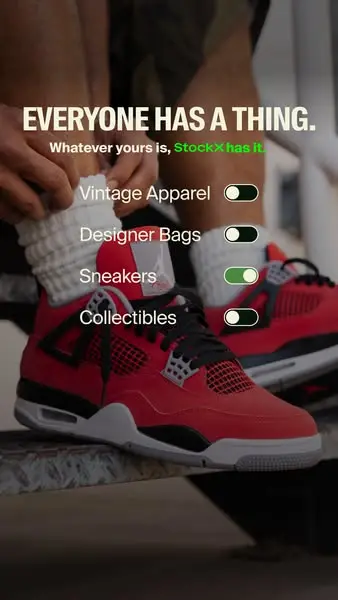 EVERYONE HAS A THING.
Whatever yours is, StockX has it.
Vintage Apparel
Designer Bags
Sneakers
Collectibles